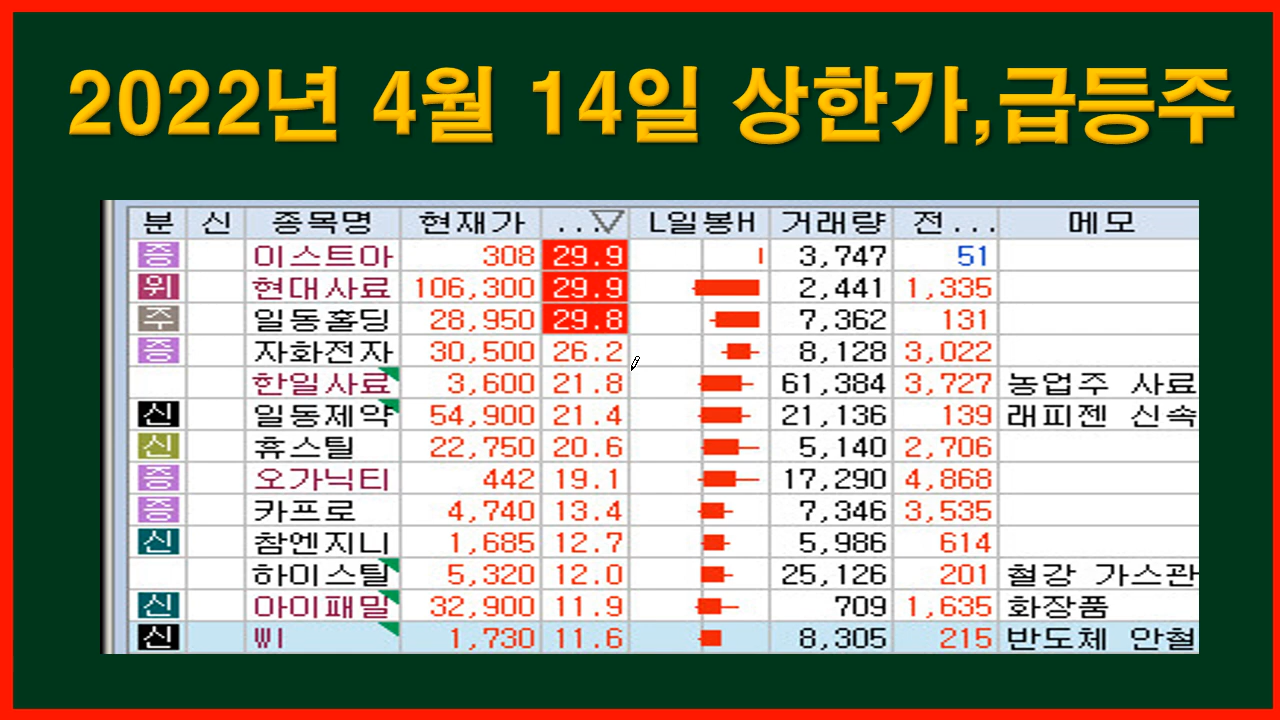 2022년 4월 14일 상한가,급등주
분 신 종목명 현재가 ...▽ L일봉H 거래량 전... 메모
증 이스트아 308 29.9 3,747 51
위 현대사료 106,300 29.9 2,441 1,335
주 일동홀딩 28,950 29.8 7,362 131
증 자화전자 30,500 26.2 8,128 3,022
한일사료 3,600 21.8 61,384 3,727 농업주 사료
신 일동제약 54,900 21.4 21,136 139 래피젠 신속
신 휴스틸 22,750 20.6 5,140 2,706
증 오가닉티 442 19.1 17,290 4,868
증 카프로 4,740 13.4 7,346 3,535
신 참엔지니 1,685 12.7 5,986 614
하이스틸 5,320 12.0 25,126 201 철강 가스관
신 아이패밀 32,900 11.9 709 1,635 화장품
신 WI 1,730 11.6 8,305 215 반도체 안철